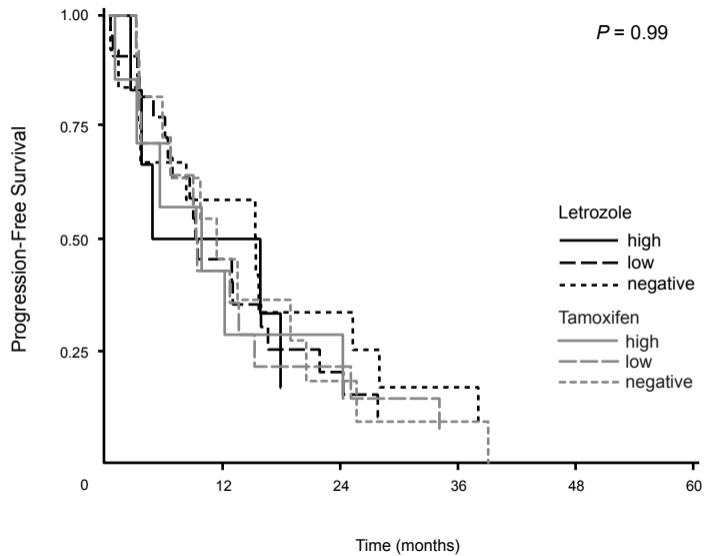 1.00
P = 0.99
0.75
Progression-Free Survival
Letrozole
high
0.50
low
negative
Tamoxifen
high
0.25
low
negative
0 12 24 36 48 60
Time (months)